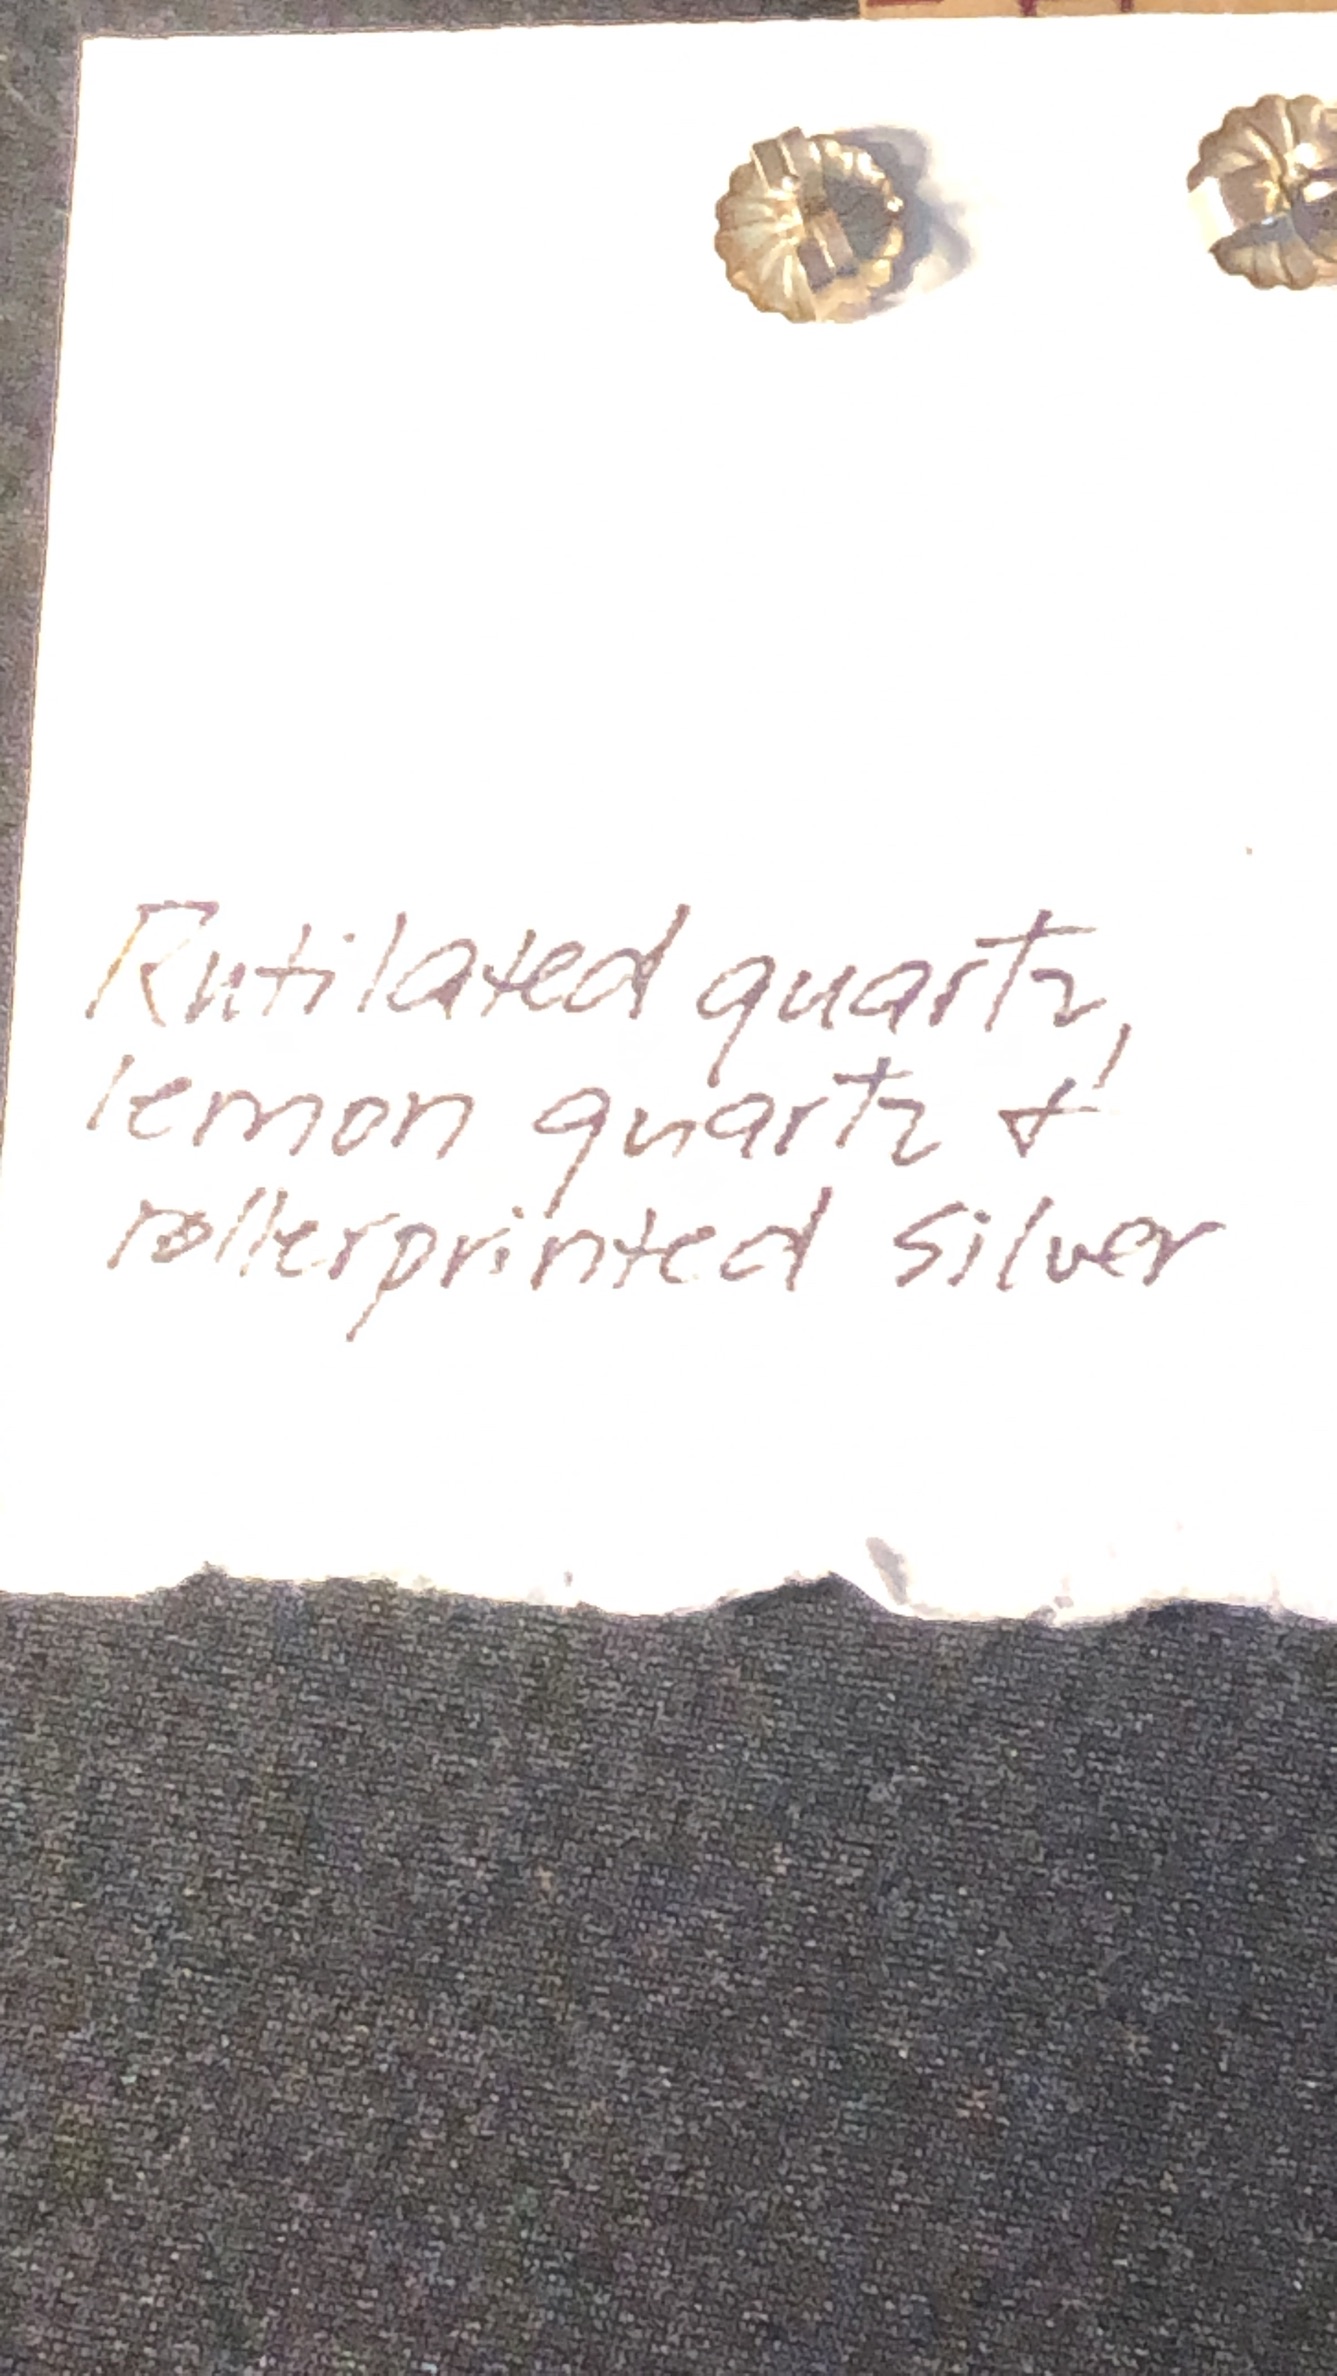 Rutilated quartz,
lemon quartz &
rollerprinted silver